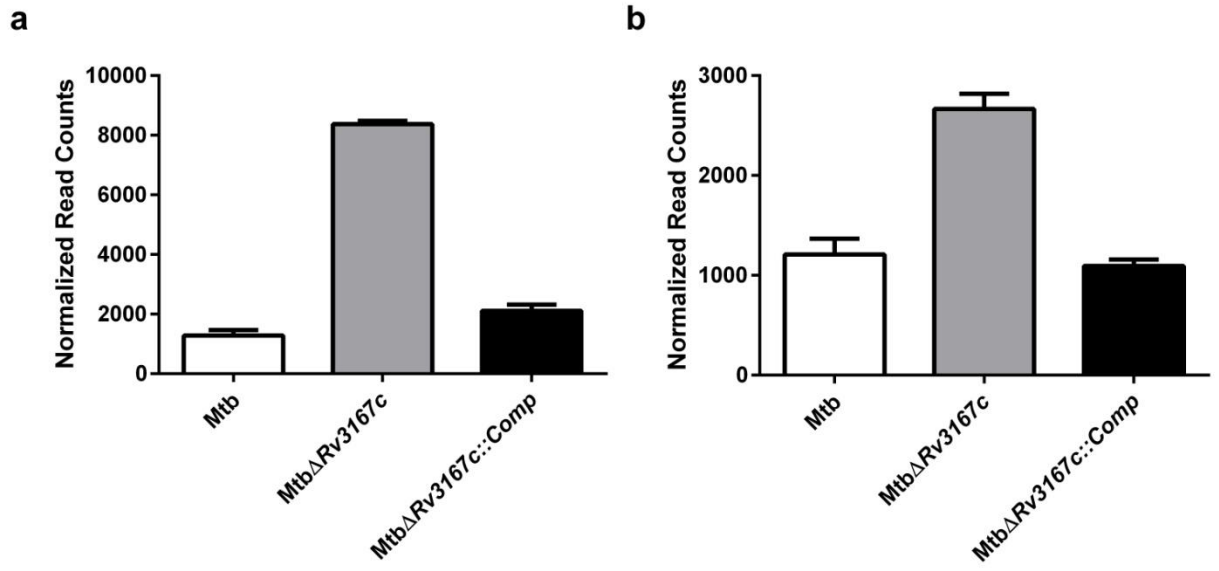 a
Normalized Read Counts
10000
8000
6000
4000
2000
0
Mtb
MtbΔRv3167c
MtbΔRv3167c::Comp
b
Normalized Read Counts
3000
2000
1000
0
Mtb
MtbΔRv3167c
MtbΔRv3167c::Comp